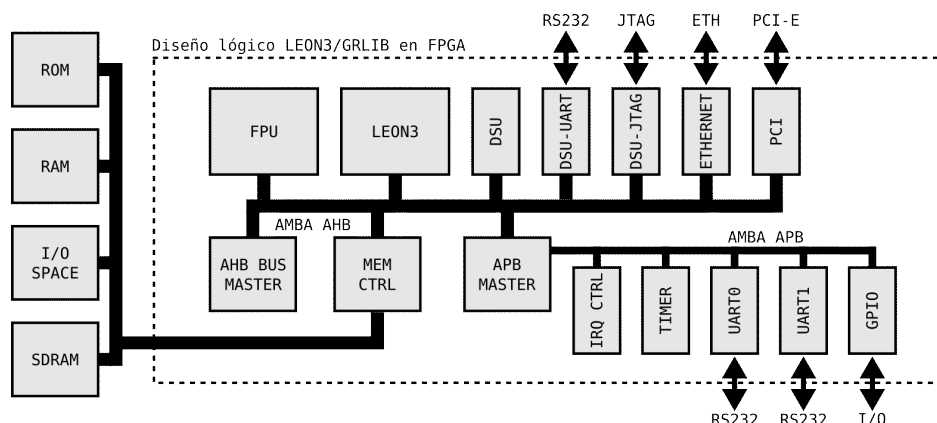 RS232 JTAG ETH PCI-E
Diseño lógico LEON3/GRLIB en FPGA
ROM
RAM
I/O
SPACE
SDRAM
FPU
LEON3
DSU
DSU-UART
DSU-JTAG
ETHERNET
PCI
AMBA AHB
AHB BUS
MASTER
MEM
CTRL
APB
MASTER
AMBA APB
IRQ CTRL
TIMER
UART0
UART1
GPIO
RS232 RS232 I/O